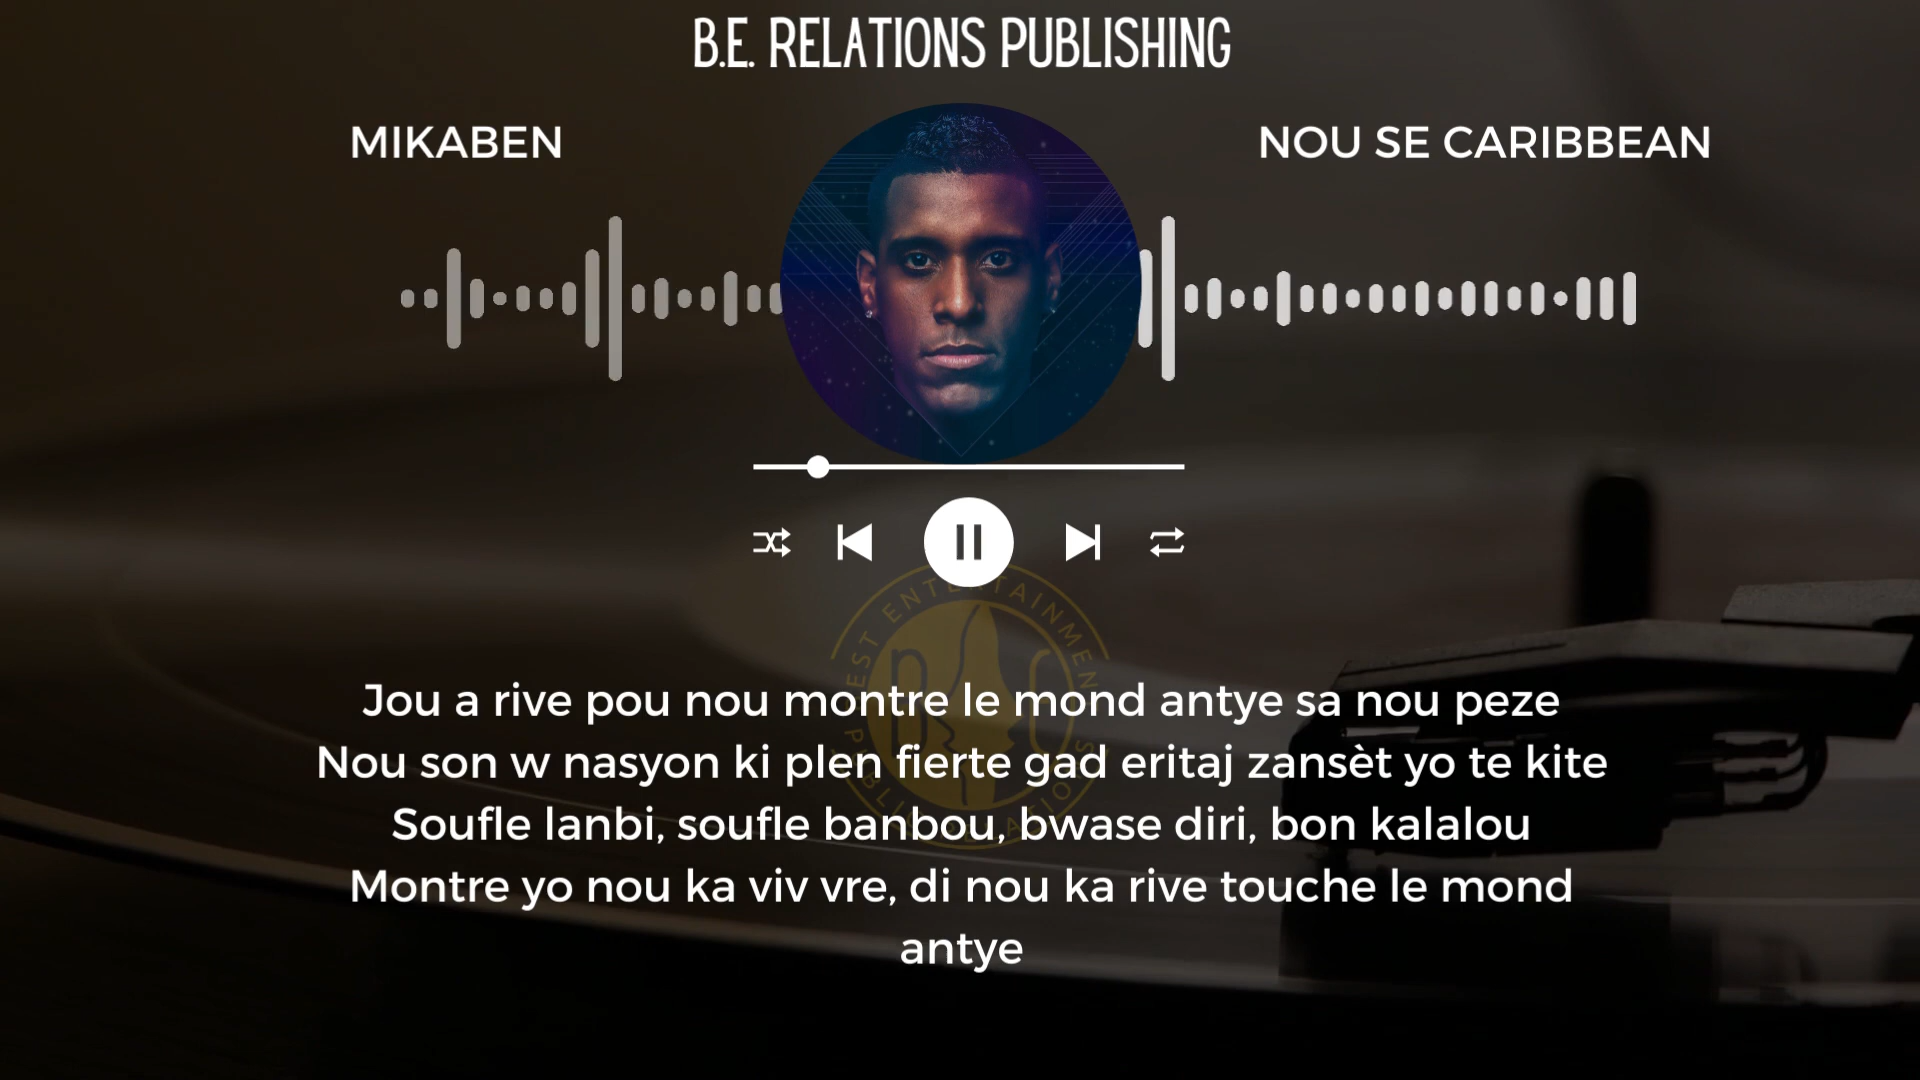 B.E. RELATIONS PUBLISHING
MIKABEN
NOU SE CARIBBEAN
Jou a rive pou nou montre le mond antye sa nou peze
Nou son w nasyon ki plen fierte gad eritaj zansèt yo te kite
Soufle lanbi, soufle banbou, bwase diri, bon kalalou
Montre yo nou ka viv vre, di nou ka rive touche le mond
antye